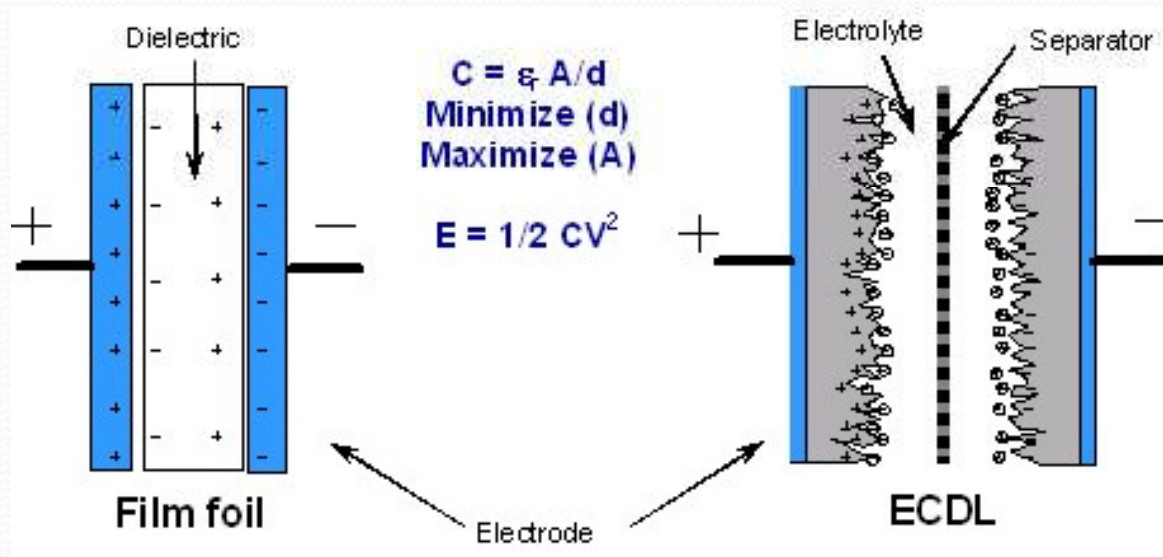 Dielectric
C = εᵣ A/d
Minimize (d)
Maximize (A)
E = 1/2 CV²
Electrolyte
Separator
+
−
+
−
Film foil
Electrode
ECDL